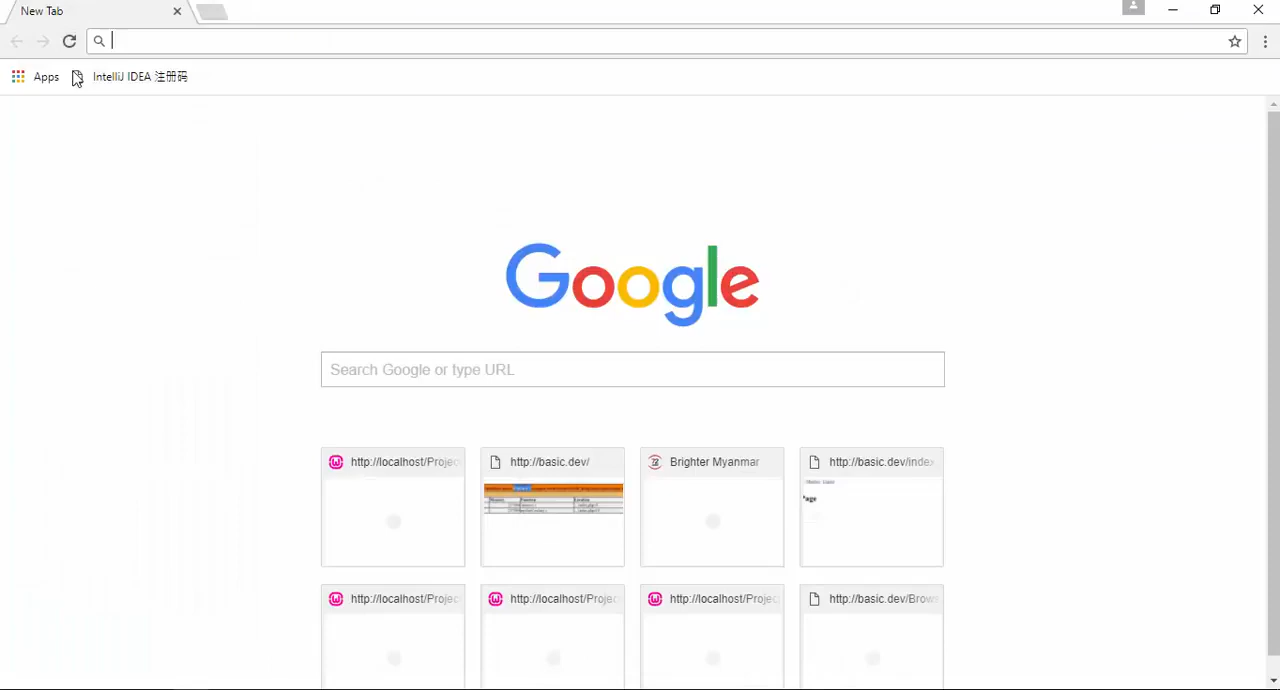 New Tab
Apps
IntelliJ IDEA 注册码
Google
Search Google or type URL
http://localhost/Projec
http://basic.dev/
Brighter Myanmar
http://basic.dev/index
Page
http://localhost/Projec
http://localhost/Projec
http://localhost/Projec
http://basic.dev/Brows